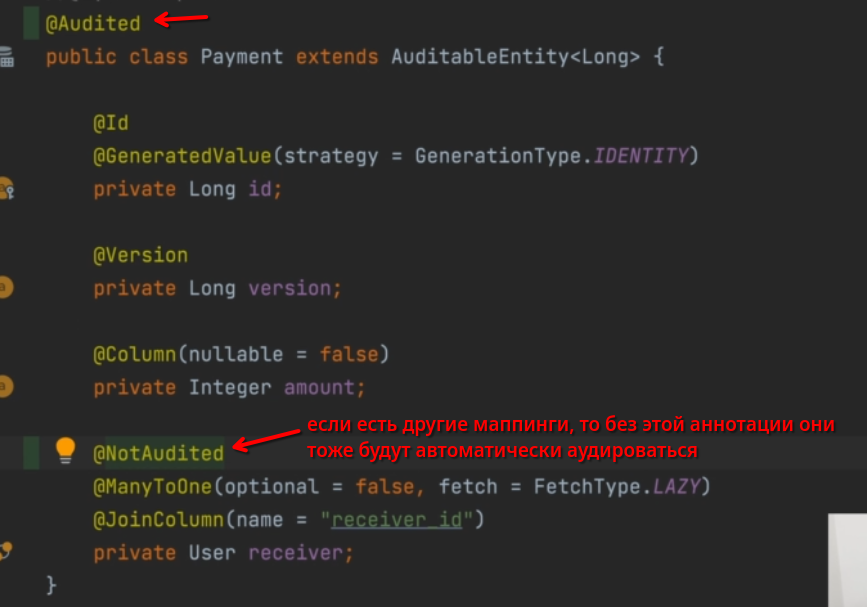 @Audited
public class Payment extends AuditableEntity<Long> {
@Id
@GeneratedValue(strategy = GenerationType.IDENTITY)
private Long id;
@Version
private Long version;
@Column(nullable = false)
private Integer amount;
если есть другие маппинги, то без этой аннотации они
тоже будут автоматически аудироваться
@NotAudited
@ManyToOne(optional = false, fetch = FetchType.LAZY)
@JoinColumn(name = "receiver_id")
private User receiver;
}